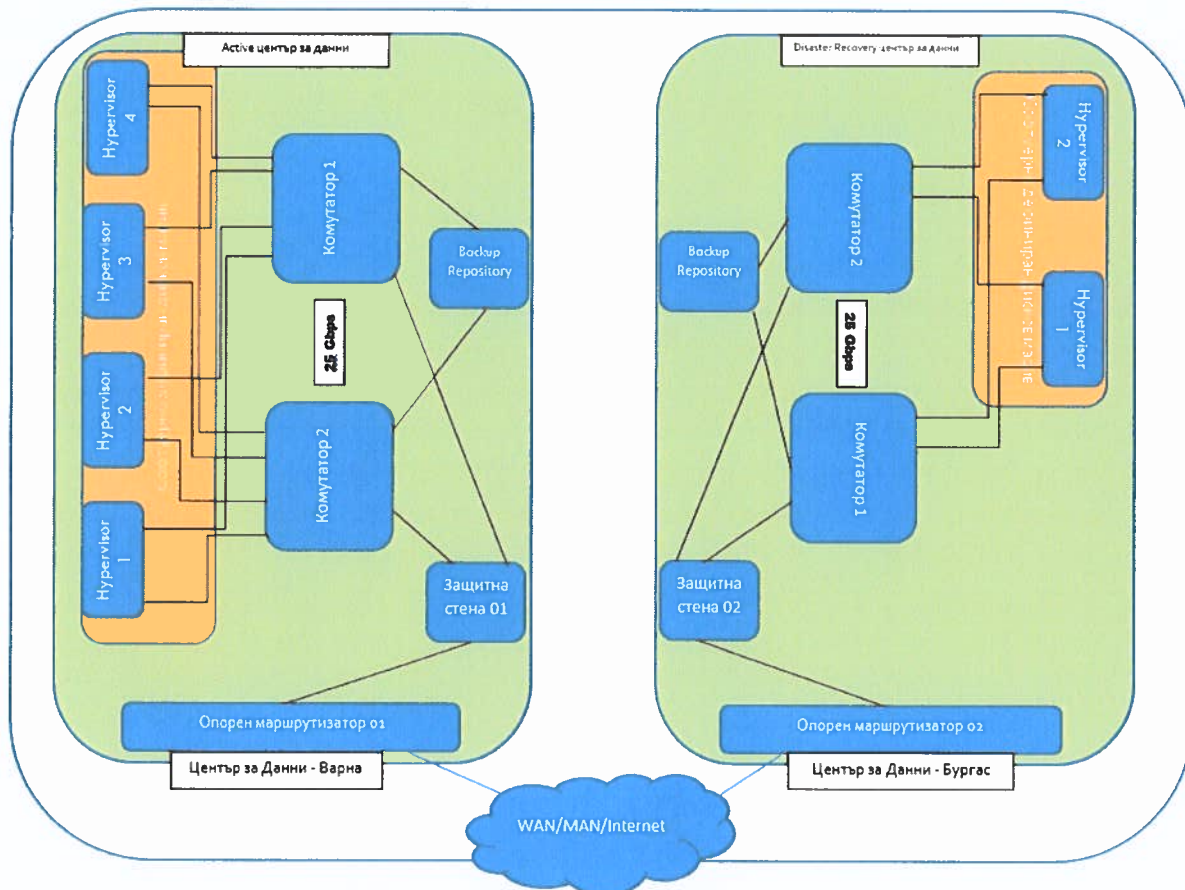 Active център за данни
Hypervisor
4
Hypervisor
3
Hypervisor
2
Hypervisor
1
Комутатор 1
25 Gbps
Комутатор 2
Backup
Repository
Защитна
стена 01
Опорен маршрутизатор 01
Център за Данни - Варна
Disaster Recovery център за данни
Hypervisor
2
Hypervisor
1
Комутатор 2
25 Gbps
Комутатор 1
Backup
Repository
Защитна
стена 02
Опорен маршрутизатор 02
Център за Данни - Бургас
WAN/MAN/Internet